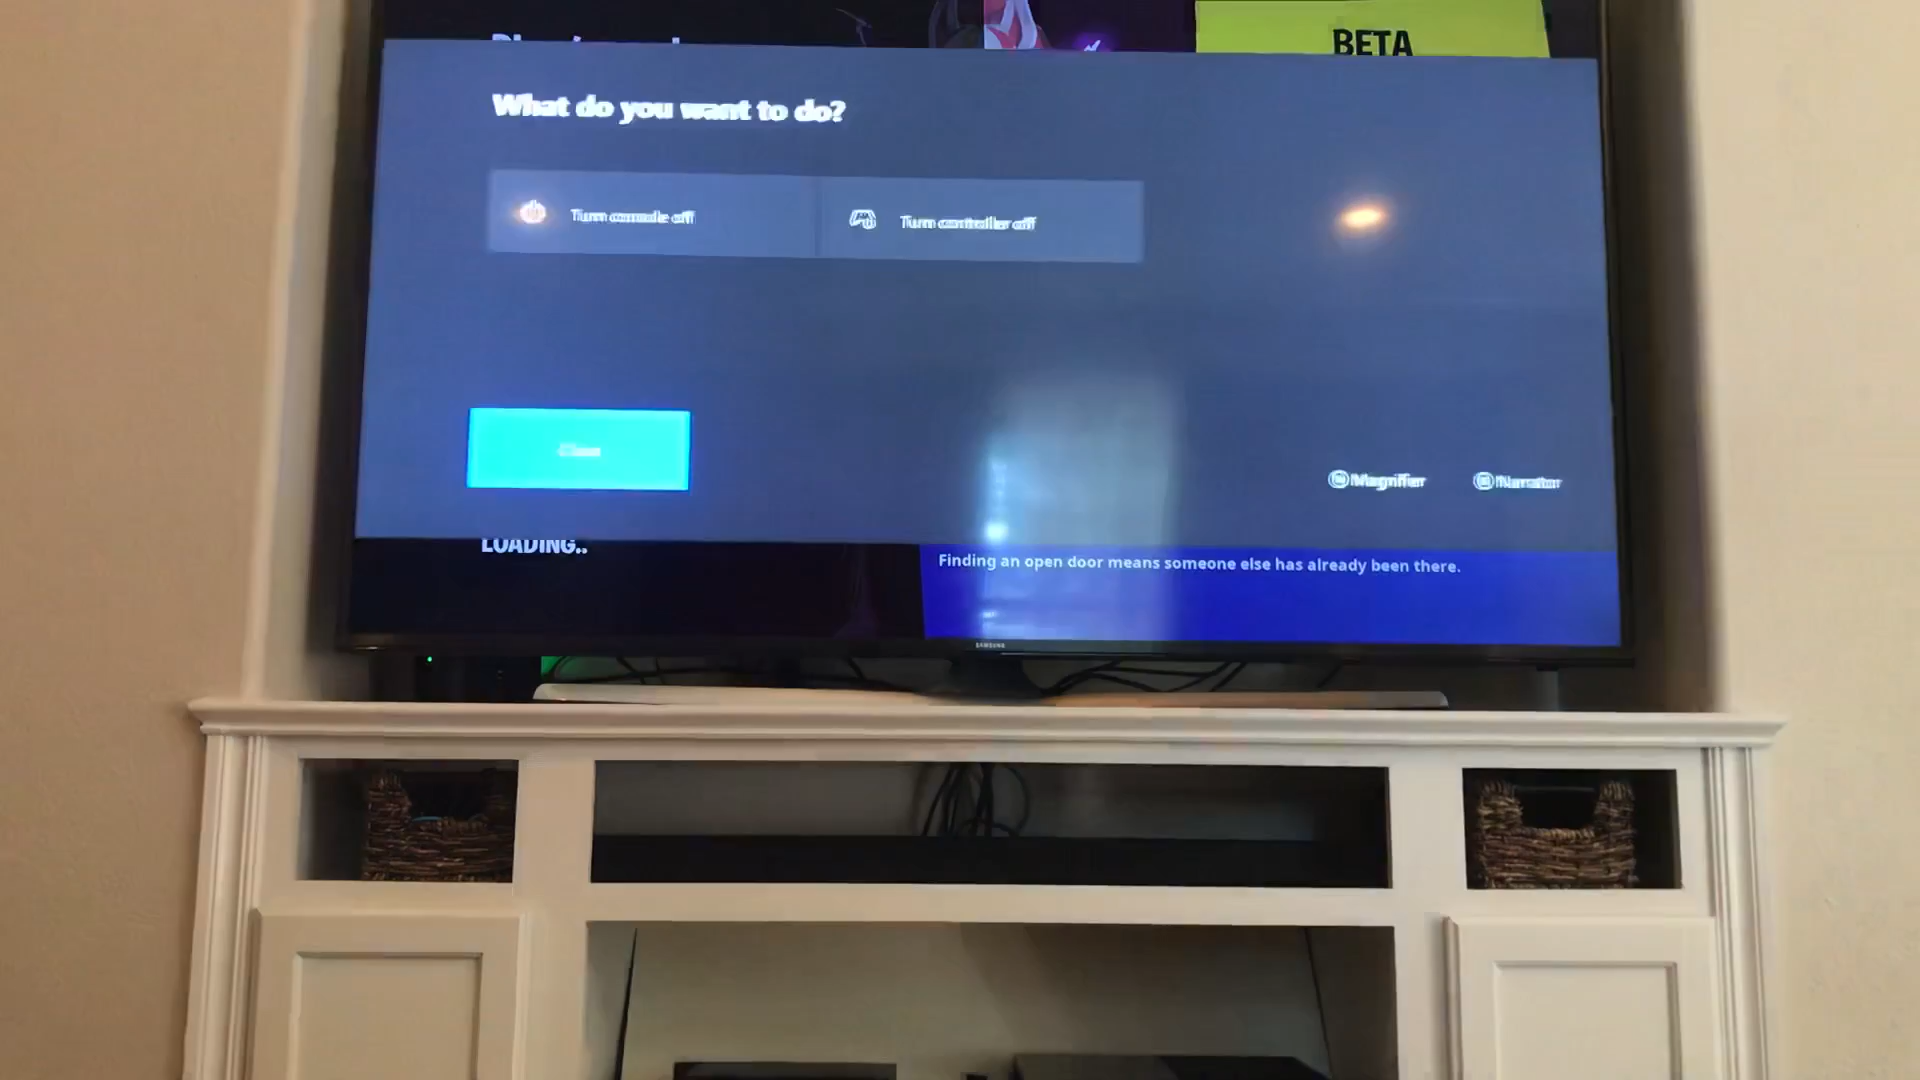 BETA
What do you want to do?
Turn console off
Turn controller off
Close
Magnifier
Narrator
LOADING..
Finding an open door means someone else has already been there.
SAMSUNG